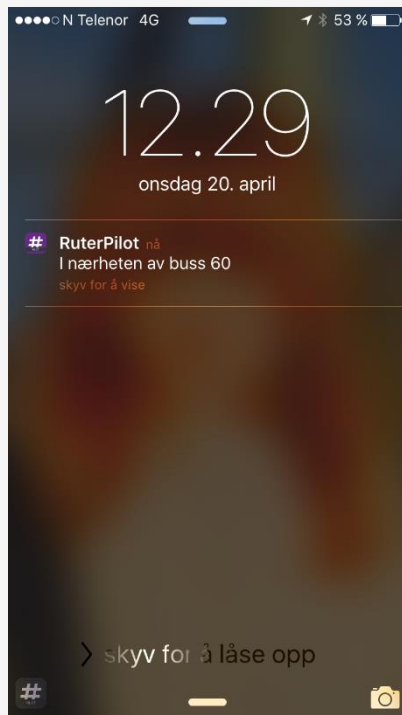 N Telenor 4G 53 %
12.29
onsdag 20. april
# RuterPilot nå
I nærheten av buss 60
skyv for å vise
skyv for å låse opp
#